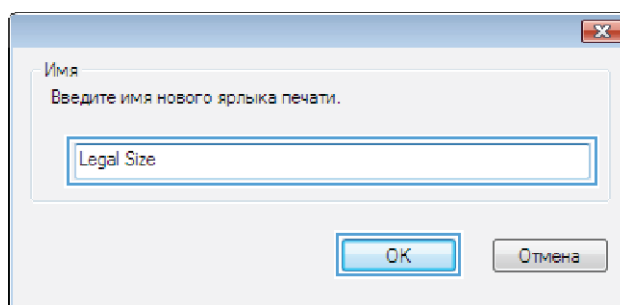 Имя
Введите имя нового ярлыка печати.
Legal Size
OK
Отмена